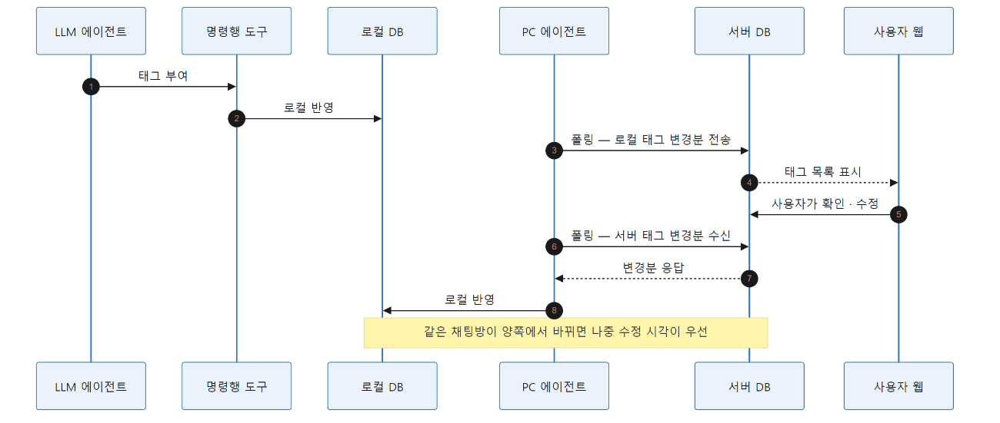 LLM 에이전트
명령행 도구
로컬 DB
PC 에이전트
서버 DB
사용자 웹
태그 부여
1
로컬 반영
2
폴링 — 로컬 태그 변경분 전송
3
태그 목록 표시
4
사용자가 확인 · 수정
5
폴링 — 서버 태그 변경분 수신
6
변경분 응답
7
로컬 반영
8
같은 채팅방이 양쪽에서 바뀌면 나중 수정 시각이 우선
LLM 에이전트
명령행 도구
로컬 DB
PC 에이전트
서버 DB
사용자 웹